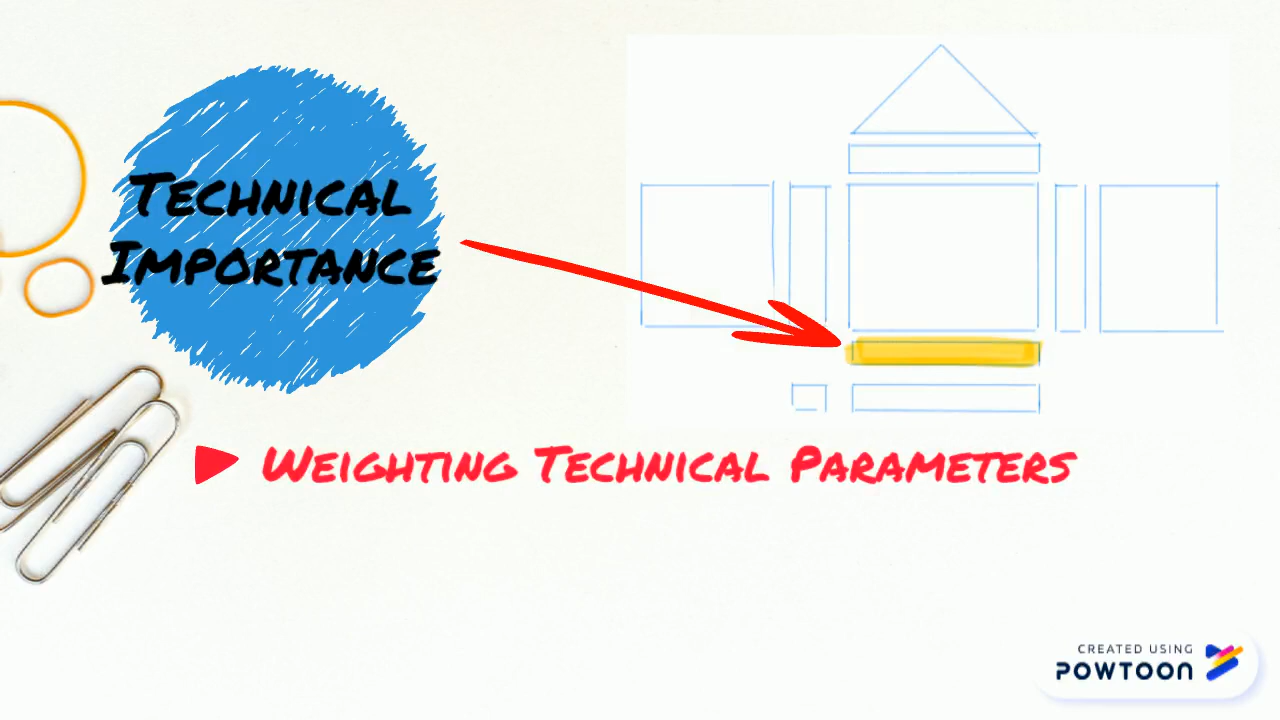 Technical
Importance
Weighting Technical Parameters
CREATED USING
POWTOON